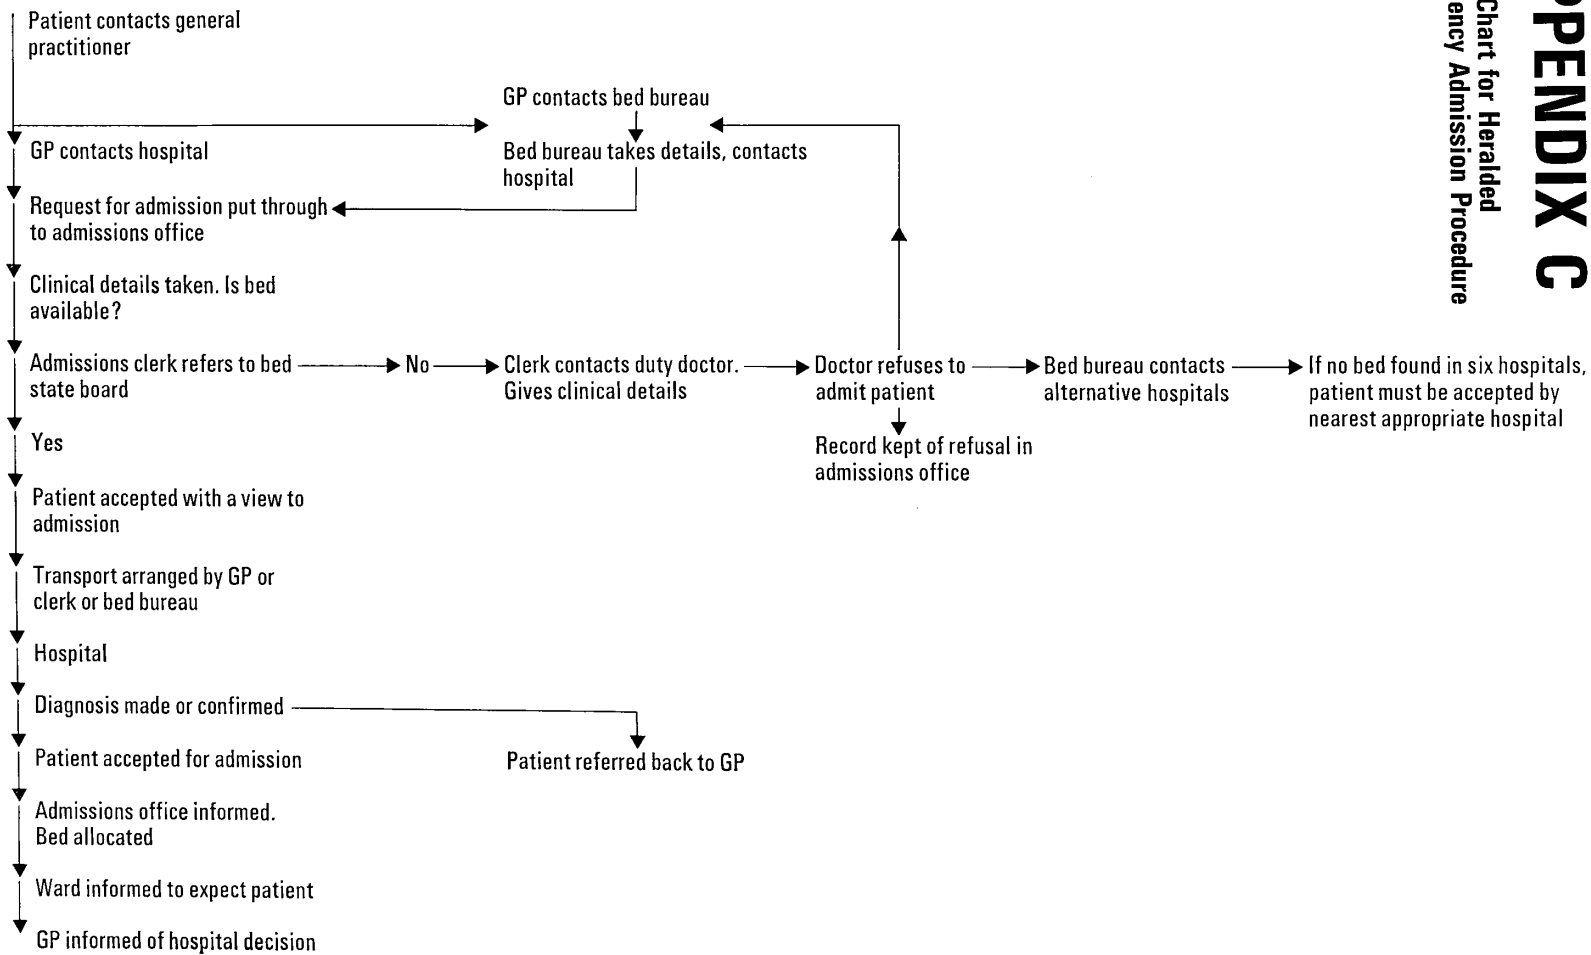 PPENDIX C
Chart for Heralded
ency Admission Procedure
Patient contacts general
practitioner
GP contacts bed bureau
GP contacts hospital
Bed bureau takes details, contacts
hospital
Request for admission put through
to admissions office
Clinical details taken. Is bed
available?
Admissions clerk refers to bed
state board
No
Clerk contacts duty doctor.
Gives clinical details
Doctor refuses to
admit patient
Bed bureau contacts
alternative hospitals
If no bed found in six hospitals,
patient must be accepted by
nearest appropriate hospital
Record kept of refusal in
admissions office
Yes
Patient accepted with a view to
admission
Transport arranged by GP or
clerk or bed bureau
Hospital
Diagnosis made or confirmed
Patient accepted for admission
Patient referred back to GP
Admissions office informed.
Bed allocated
Ward informed to expect patient
GP informed of hospital decision